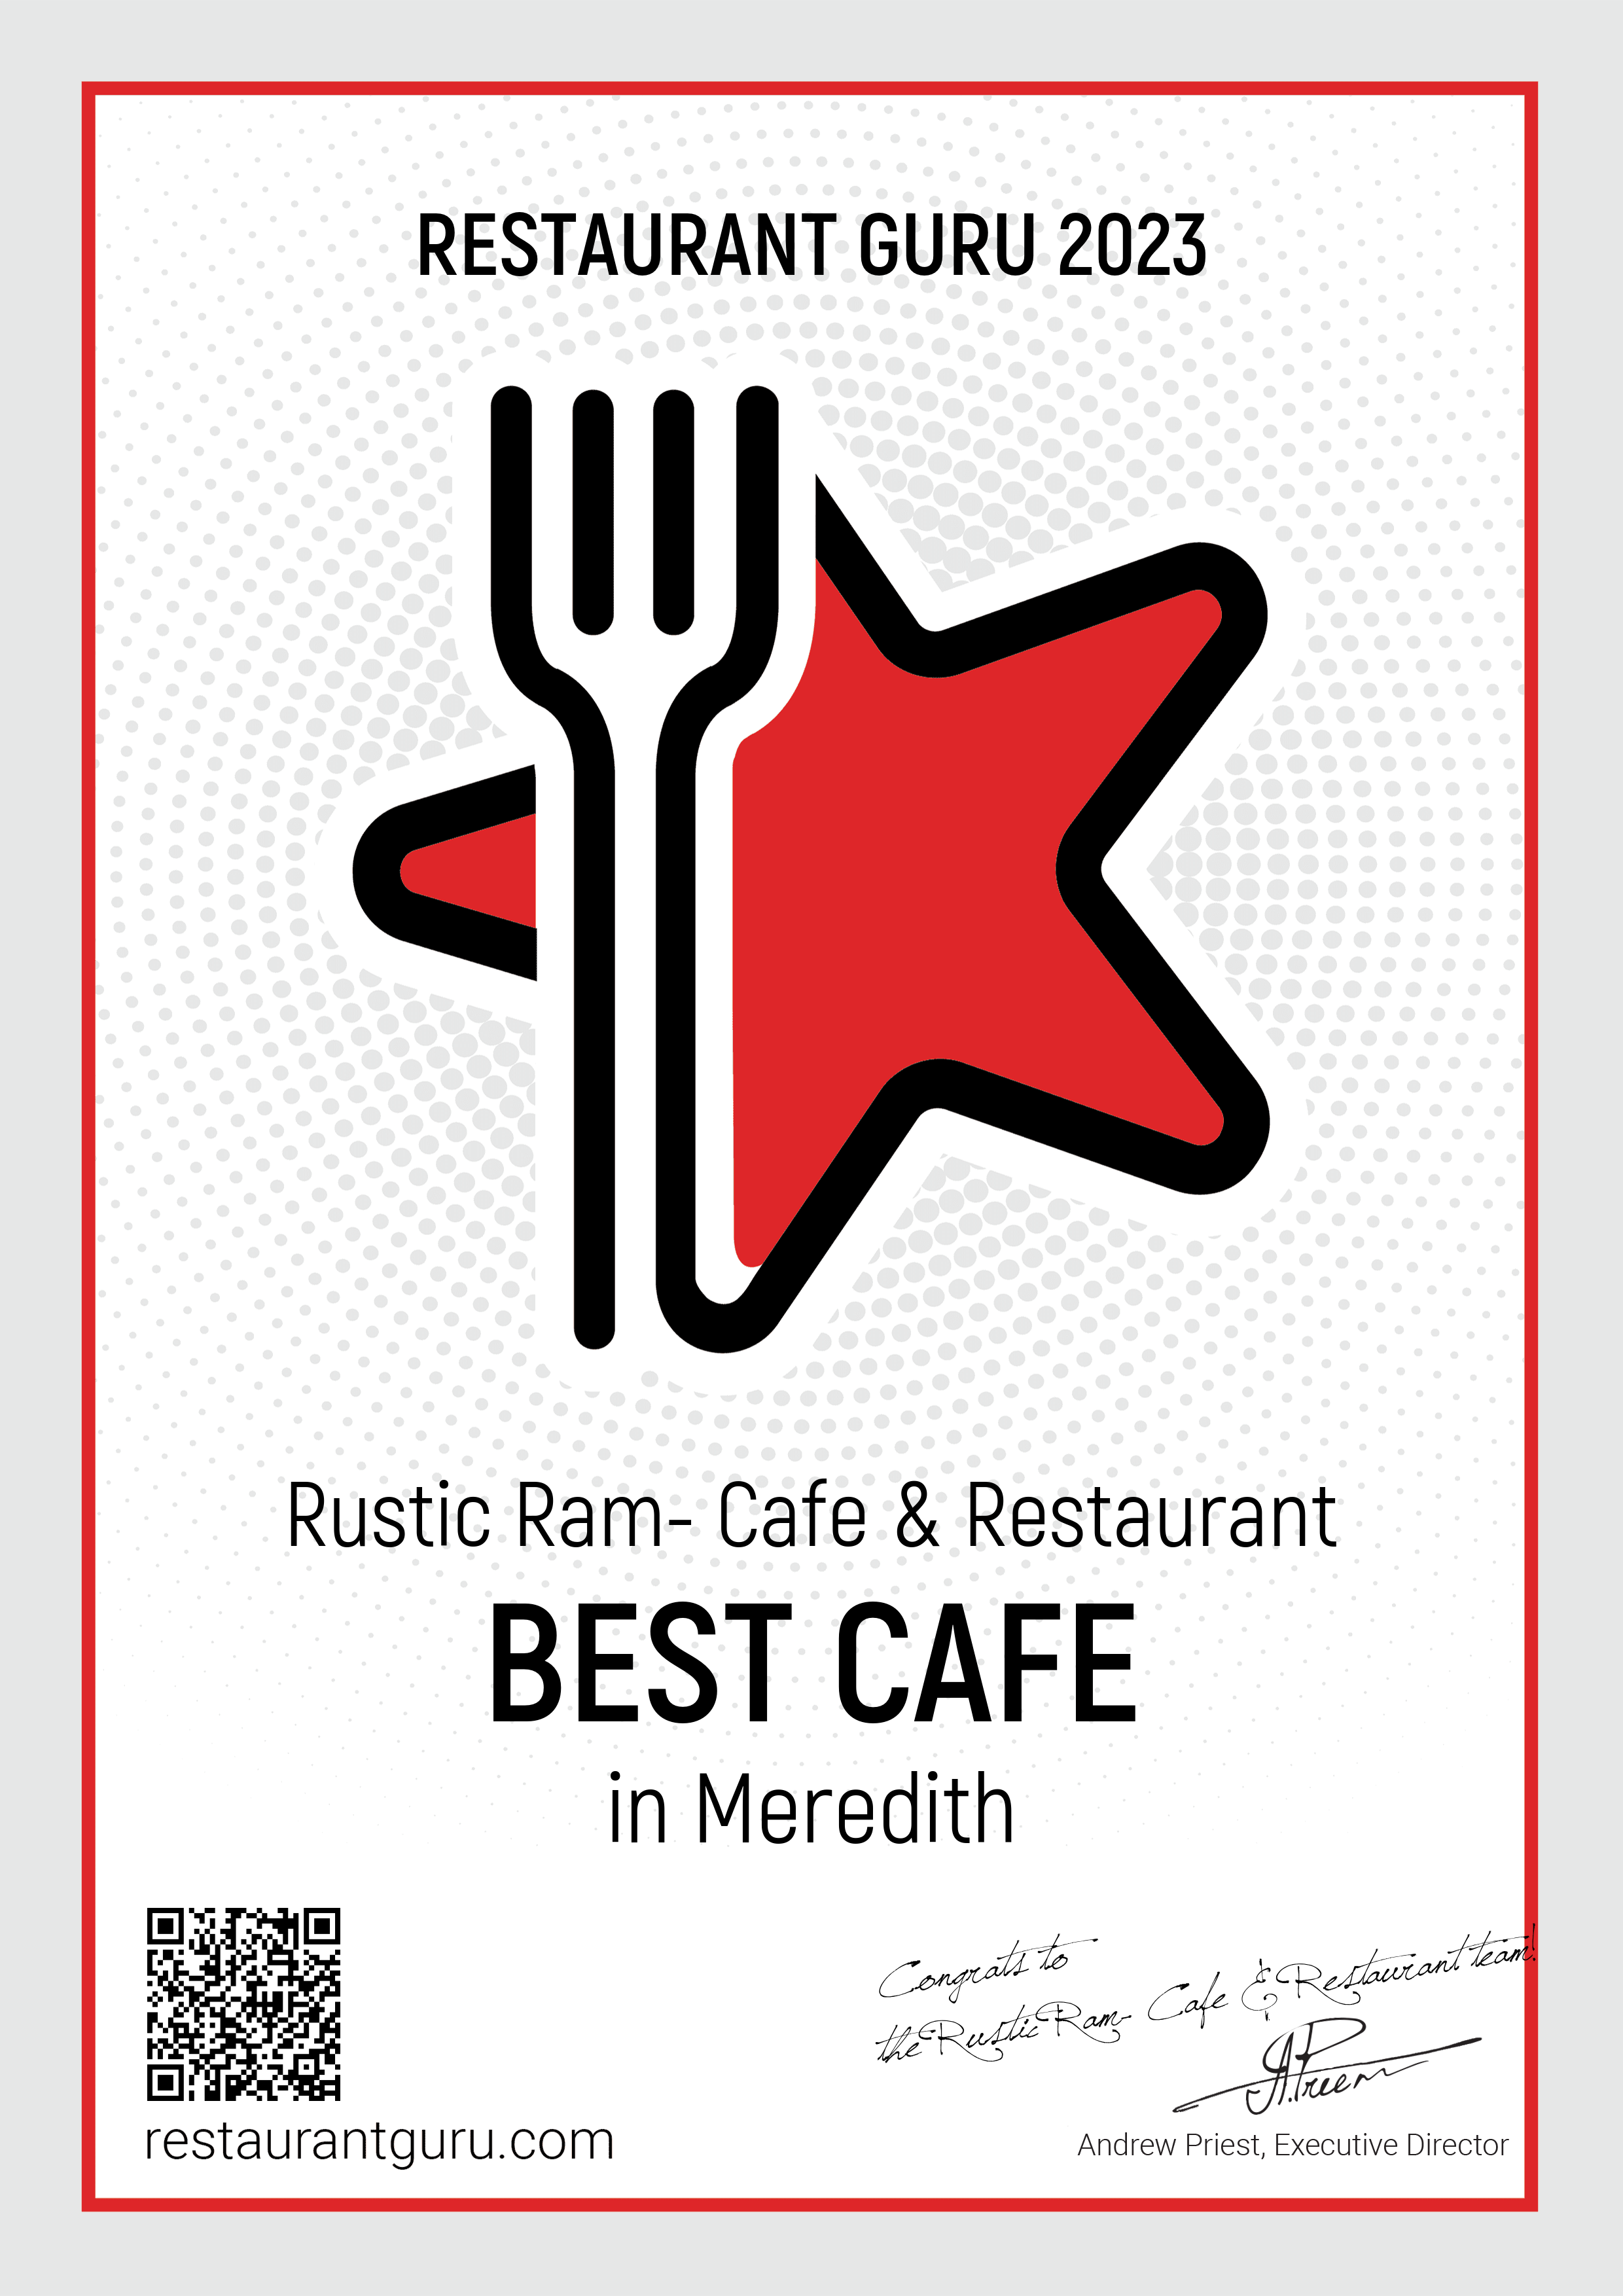 RESTAURANT GURU 2023
Rustic Ram- Cafe & Restaurant
BEST CAFE
in Meredith
Congrats to
the Rustic Ram- Cafe & Restaurant team!
restaurantguru.com
Andrew Priest, Executive Director